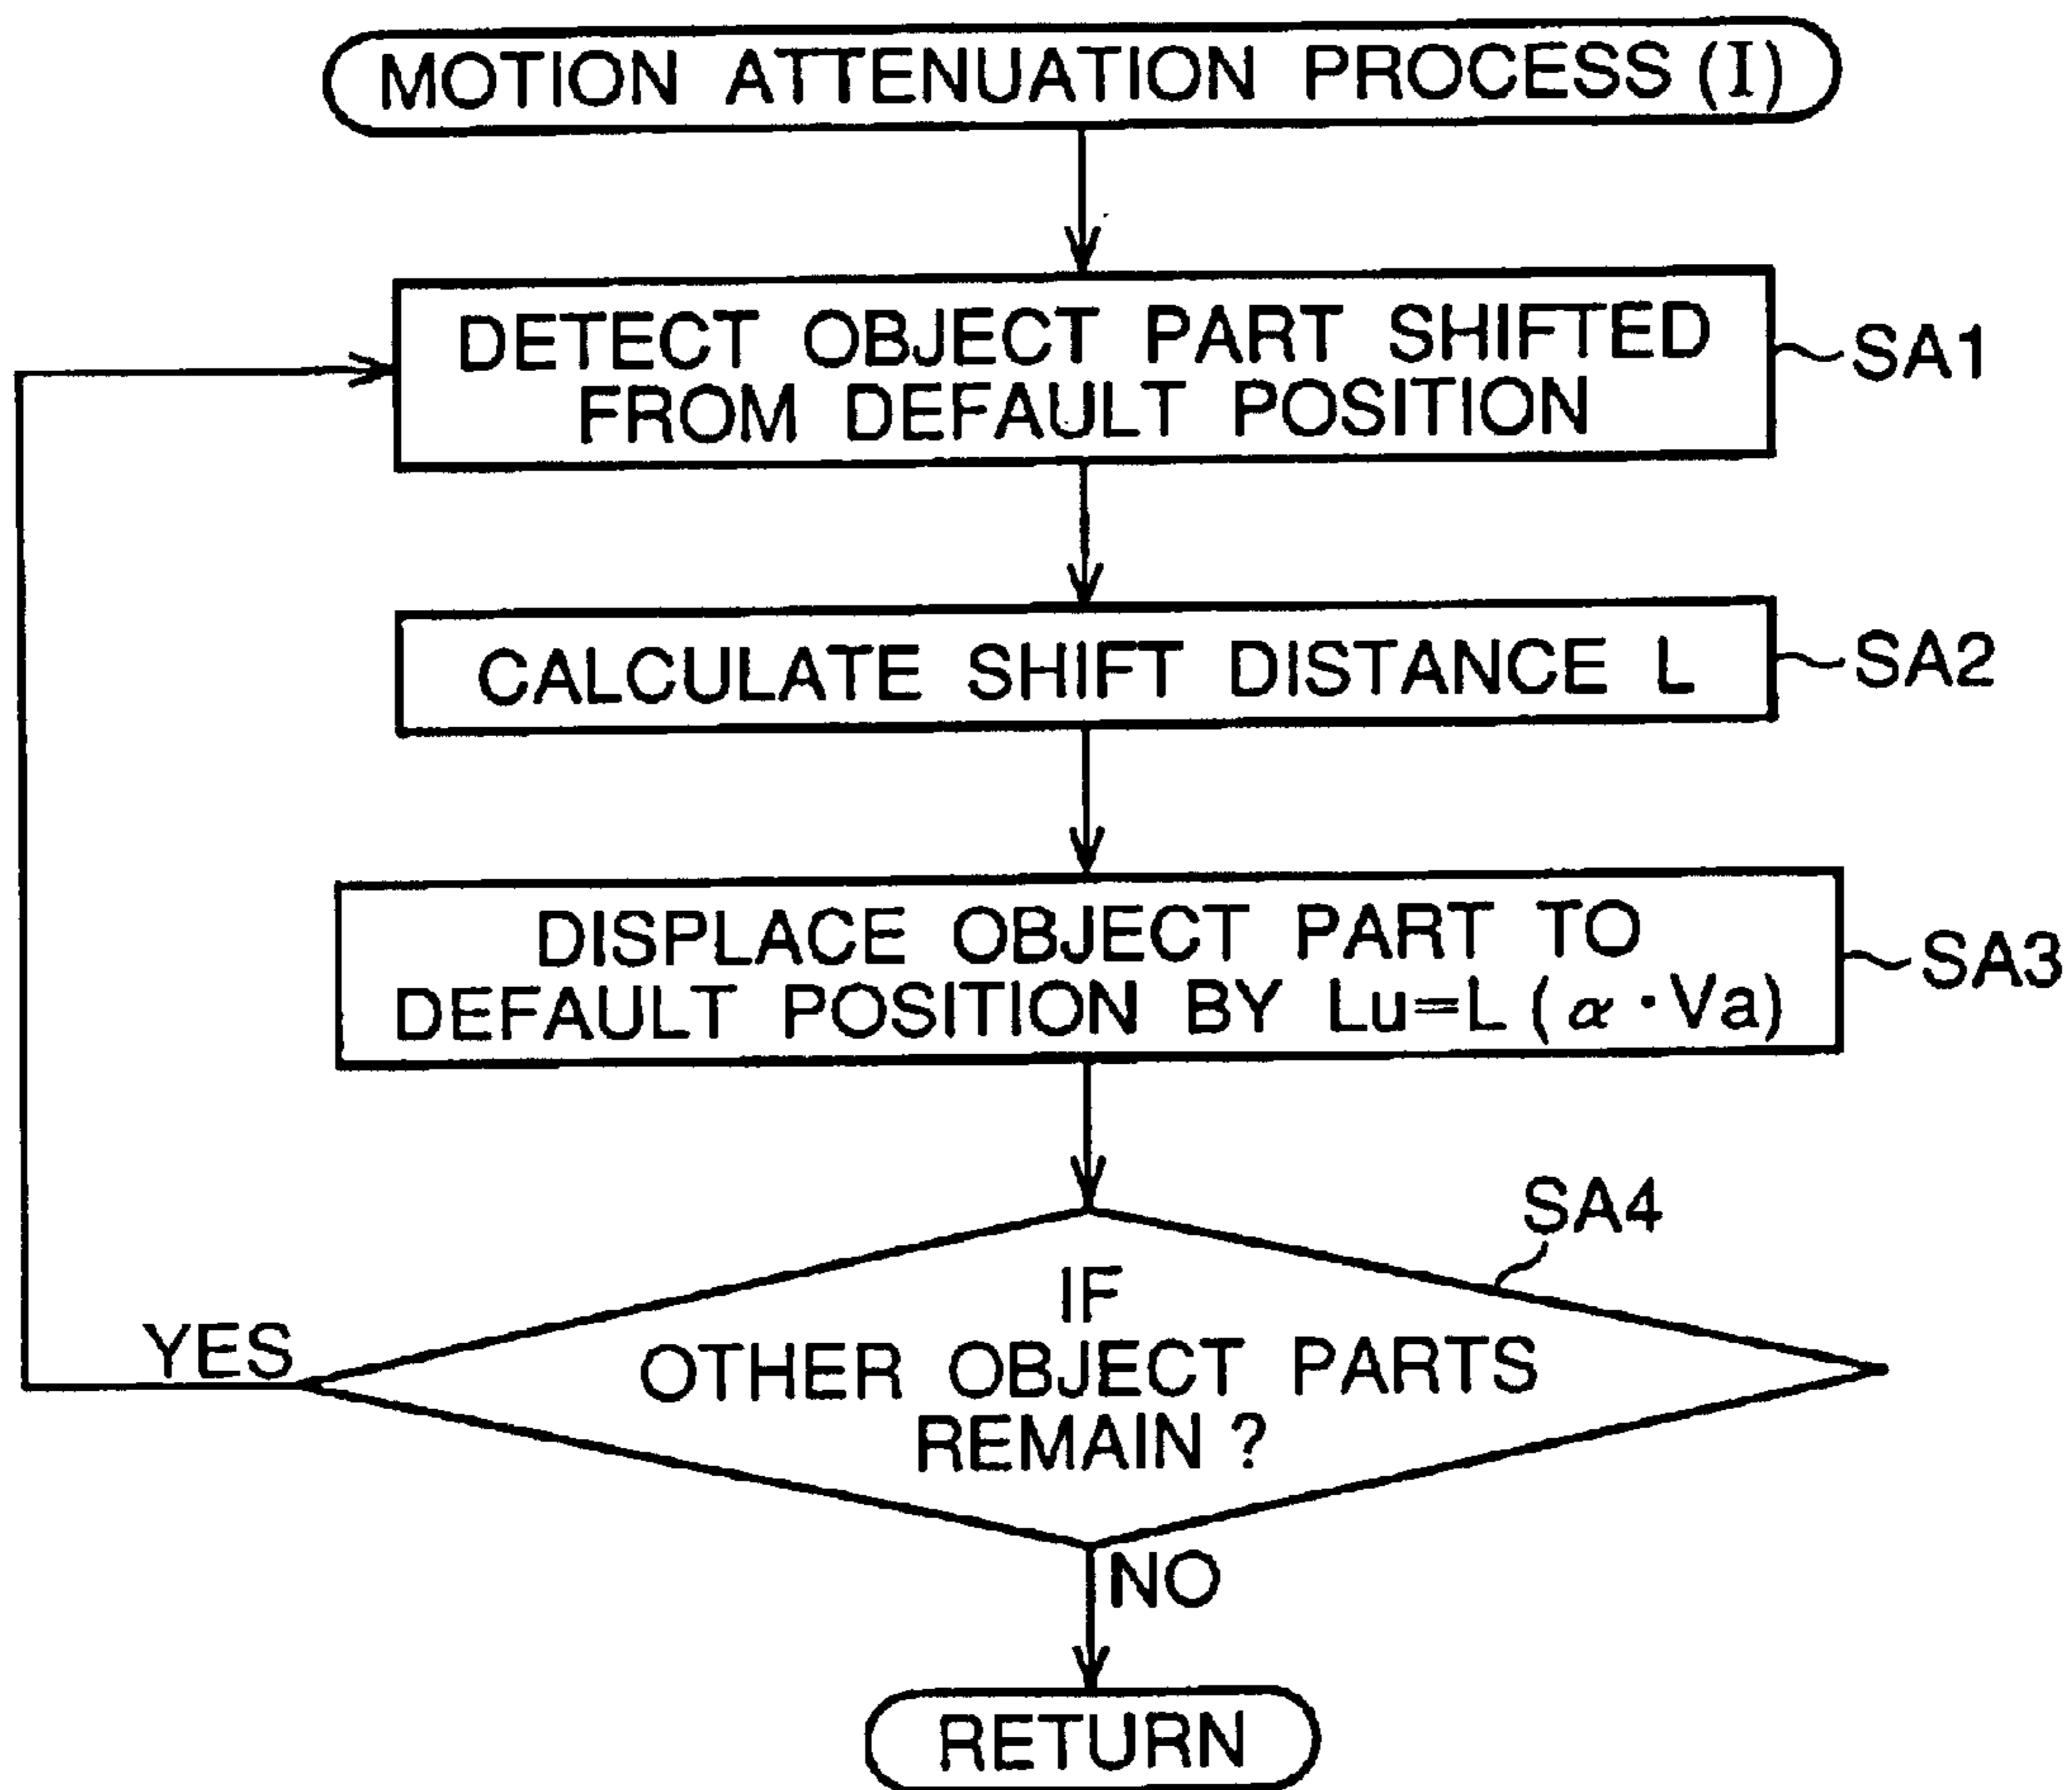 MOTION ATTENUATION PROCESS (I)
DETECT OBJECT PART SHIFTED
FROM DEFAULT POSITION
SA1
CALCULATE SHIFT DISTANCE L
SA2
DISPLACE OBJECT PART TO
DEFAULT POSITION BY Lu=L(α・Va)
SA3
SA4
IF
OTHER OBJECT PARTS
REMAIN?
YES
NO
RETURN